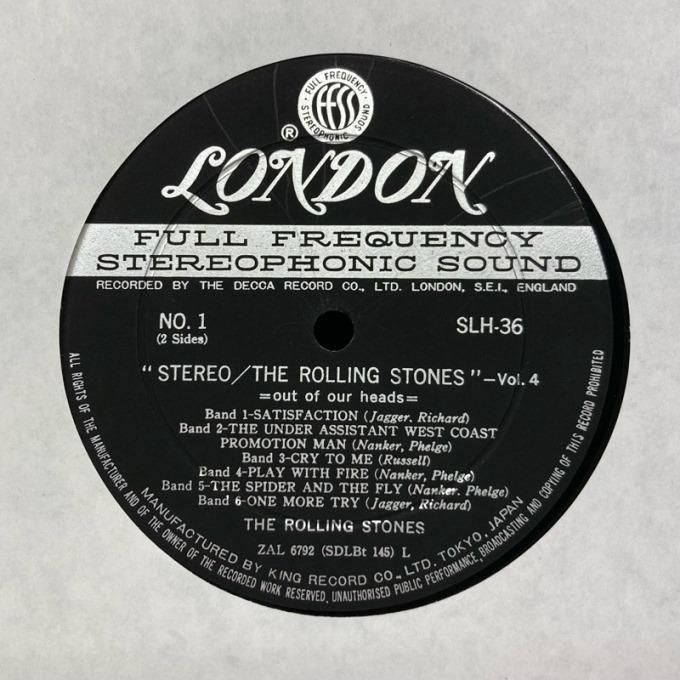 FULL FREQUENCY
ffss
STEREOPHONIC SOUND
®
LONDON
FULL FREQUENCY
STEREOPHONIC SOUND
RECORDED BY THE DECCA RECORD CO., LTD. LONDON, S.E.I., ENGLAND
NO. 1 SLH-36
(2 Sides)
"STEREO/THE ROLLING STONES"—Vol. 4
=out of our heads=
Band 1-SATISFACTION (Jagger. Richard)
Band 2-THE UNDER ASSISTANT WEST COAST
PROMOTION MAN (Nanker, Phelge)
Band 3-CRY TO ME (Russell)
Band 4-PLAY WITH FIRE (Nanker, Phelge)
Band 5-THE SPIDER AND THE FLY (Nanker. Phelge)
Band 6-ONE MORE TRY (Jagger, Richard)
THE ROLLING STONES
ZAL 6792 (SDLBt 145) L
MANUFACTURED BY KING RECORD CO., LTD. TOKYO, JAPAN
ALL RIGHTS OF THE MANUFACTURER AND OF THE OWNER OF THE RECORDED WORK RESERVED, UNAUTHORISED PUBLIC PERFORMANCE, BROADCASTING AND COPYING OF THIS RECORD PROHIBITED